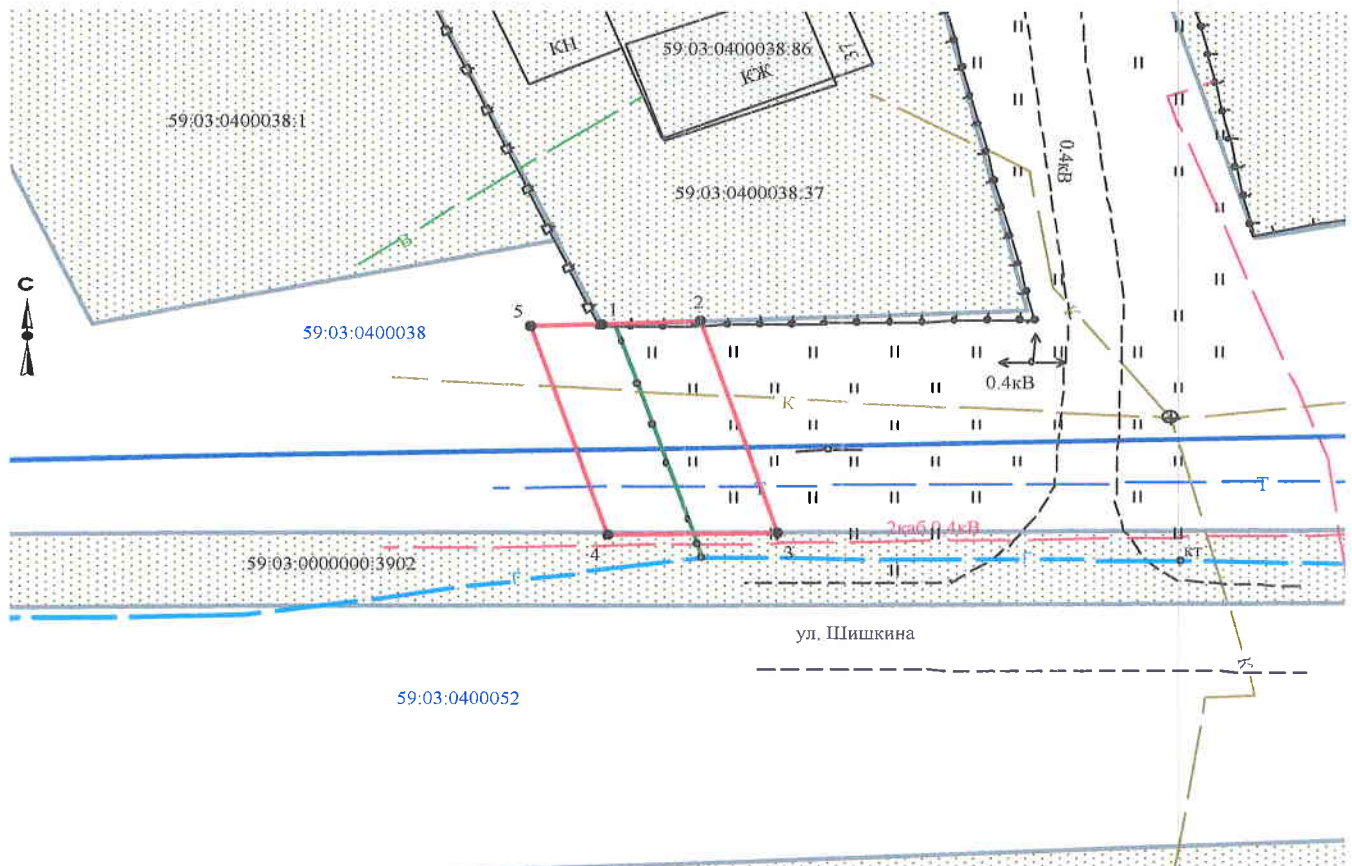 КН
59:03:0400038:86
37
КЖ
59:03:0400038:1
0.4кВ
59:03:0400038:37
В
С
5
1
2
К
59:03:0400038
0.4кВ
К
Т
Т
2каб.0.4кВ
4
3
кт
59:03:0000000:3902
Г
Г
ул. Шишкина
К
59:03:0400052